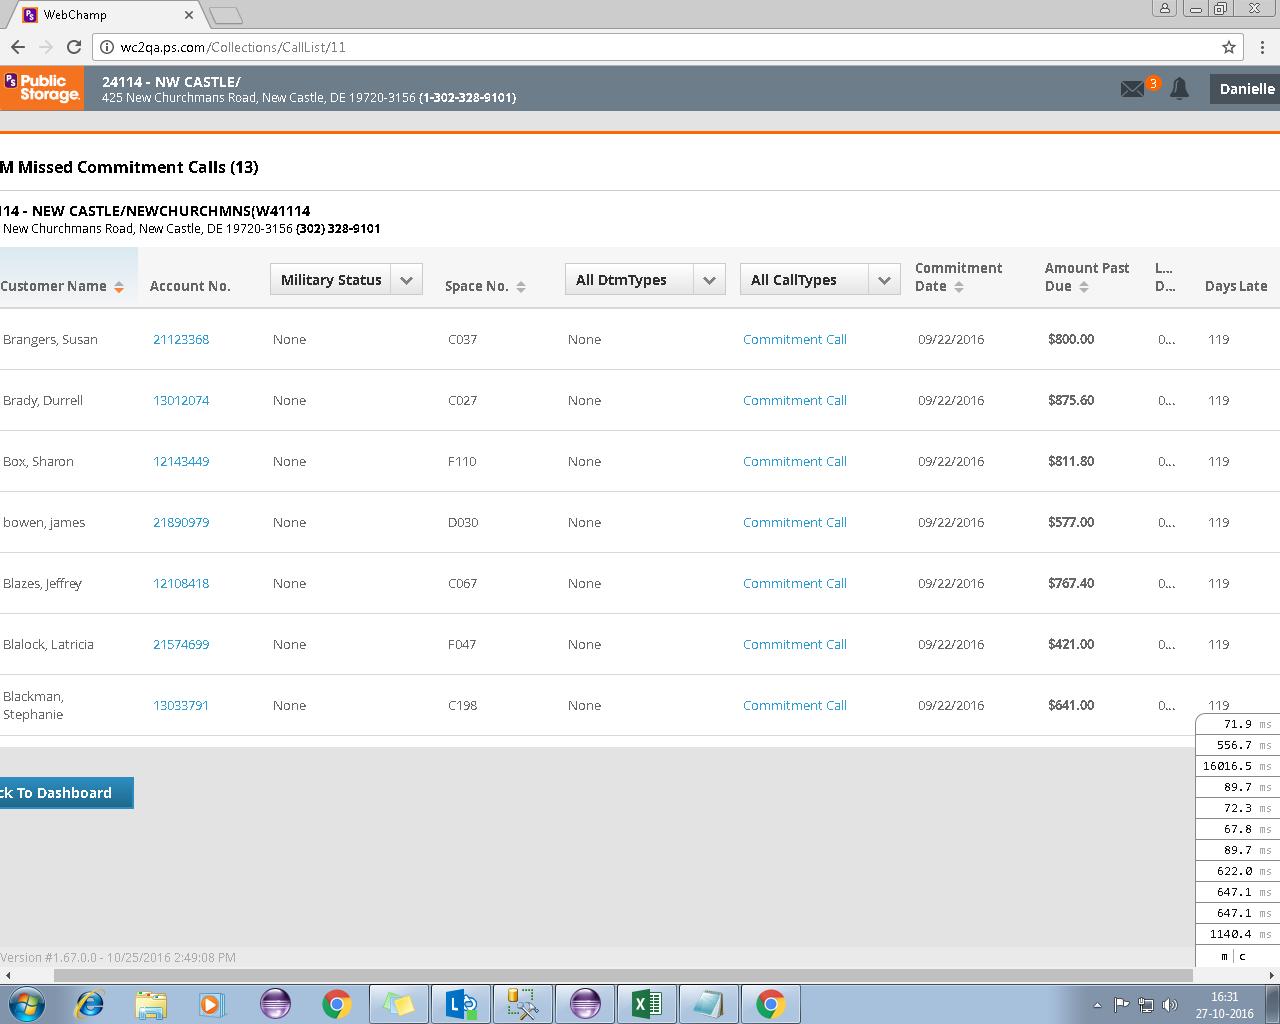 WebChamp
wc2qa.ps.com/Collections/CallList/11
PS Public Storage.
24114 - NW CASTLE/
425 New Churchmans Road, New Castle, DE 19720-3156 (1-302-328-9101)
3
Danielle
M Missed Commitment Calls (13)
114 - NEW CASTLE/NEWCHURCHMNS(W41114
New Churchmans Road, New Castle, DE 19720-3156 (302) 328-9101
Customer Name Account No. Military Status Space No. All DtmTypes All CallTypes Commitment Date Amount Past Due L... D... Days Late
Brangers, Susan 21123368 None C037 None Commitment Call 09/22/2016 $800.00 0... 119
Brady, Durrell 13012074 None C027 None Commitment Call 09/22/2016 $875.60 0... 119
Box, Sharon 12143449 None F110 None Commitment Call 09/22/2016 $811.80 0... 119
bowen, james 21890979 None D030 None Commitment Call 09/22/2016 $577.00 0... 119
Blazes, Jeffrey 12108418 None C067 None Commitment Call 09/22/2016 $767.40 0... 119
Blalock, Latricia 21574699 None F047 None Commitment Call 09/22/2016 $421.00 0... 119
Blackman, Stephanie 13033791 None C198 None Commitment Call 09/22/2016 $641.00 0... 119
71.9 ms
556.7 ms
16016.5 ms
89.7 ms
72.3 ms
67.8 ms
89.7 ms
622.0 ms
647.1 ms
647.1 ms
1140.4 ms
m | c
ck To Dashboard
Version #1.67.0.0 - 10/25/2016 2:49:08 PM
16:31
27-10-2016